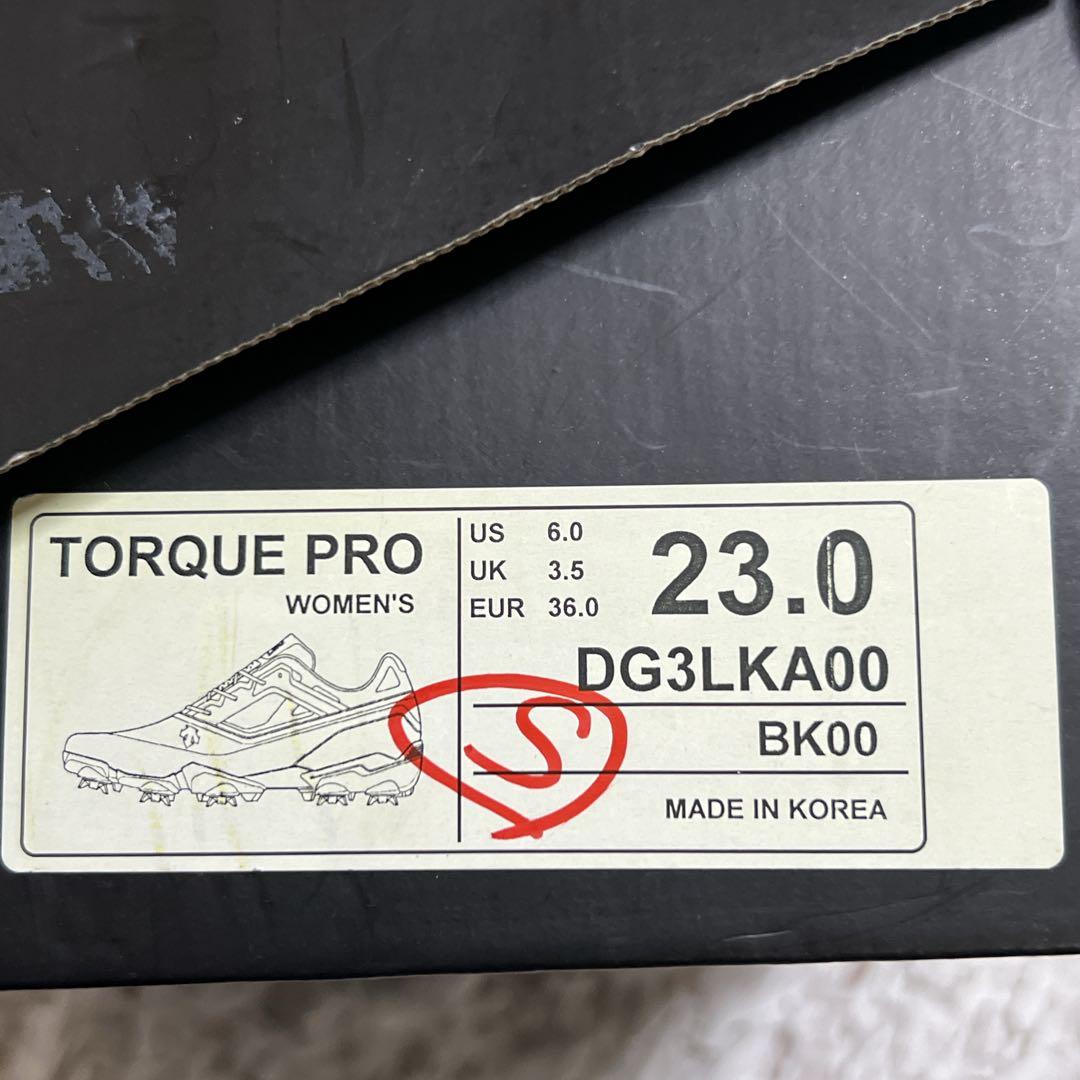 TORQUE PRO
WOMEN'S
US 6.0
UK 3.5
EUR 36.0
23.0
DG3LKA00
S
BK00
MADE IN KOREA